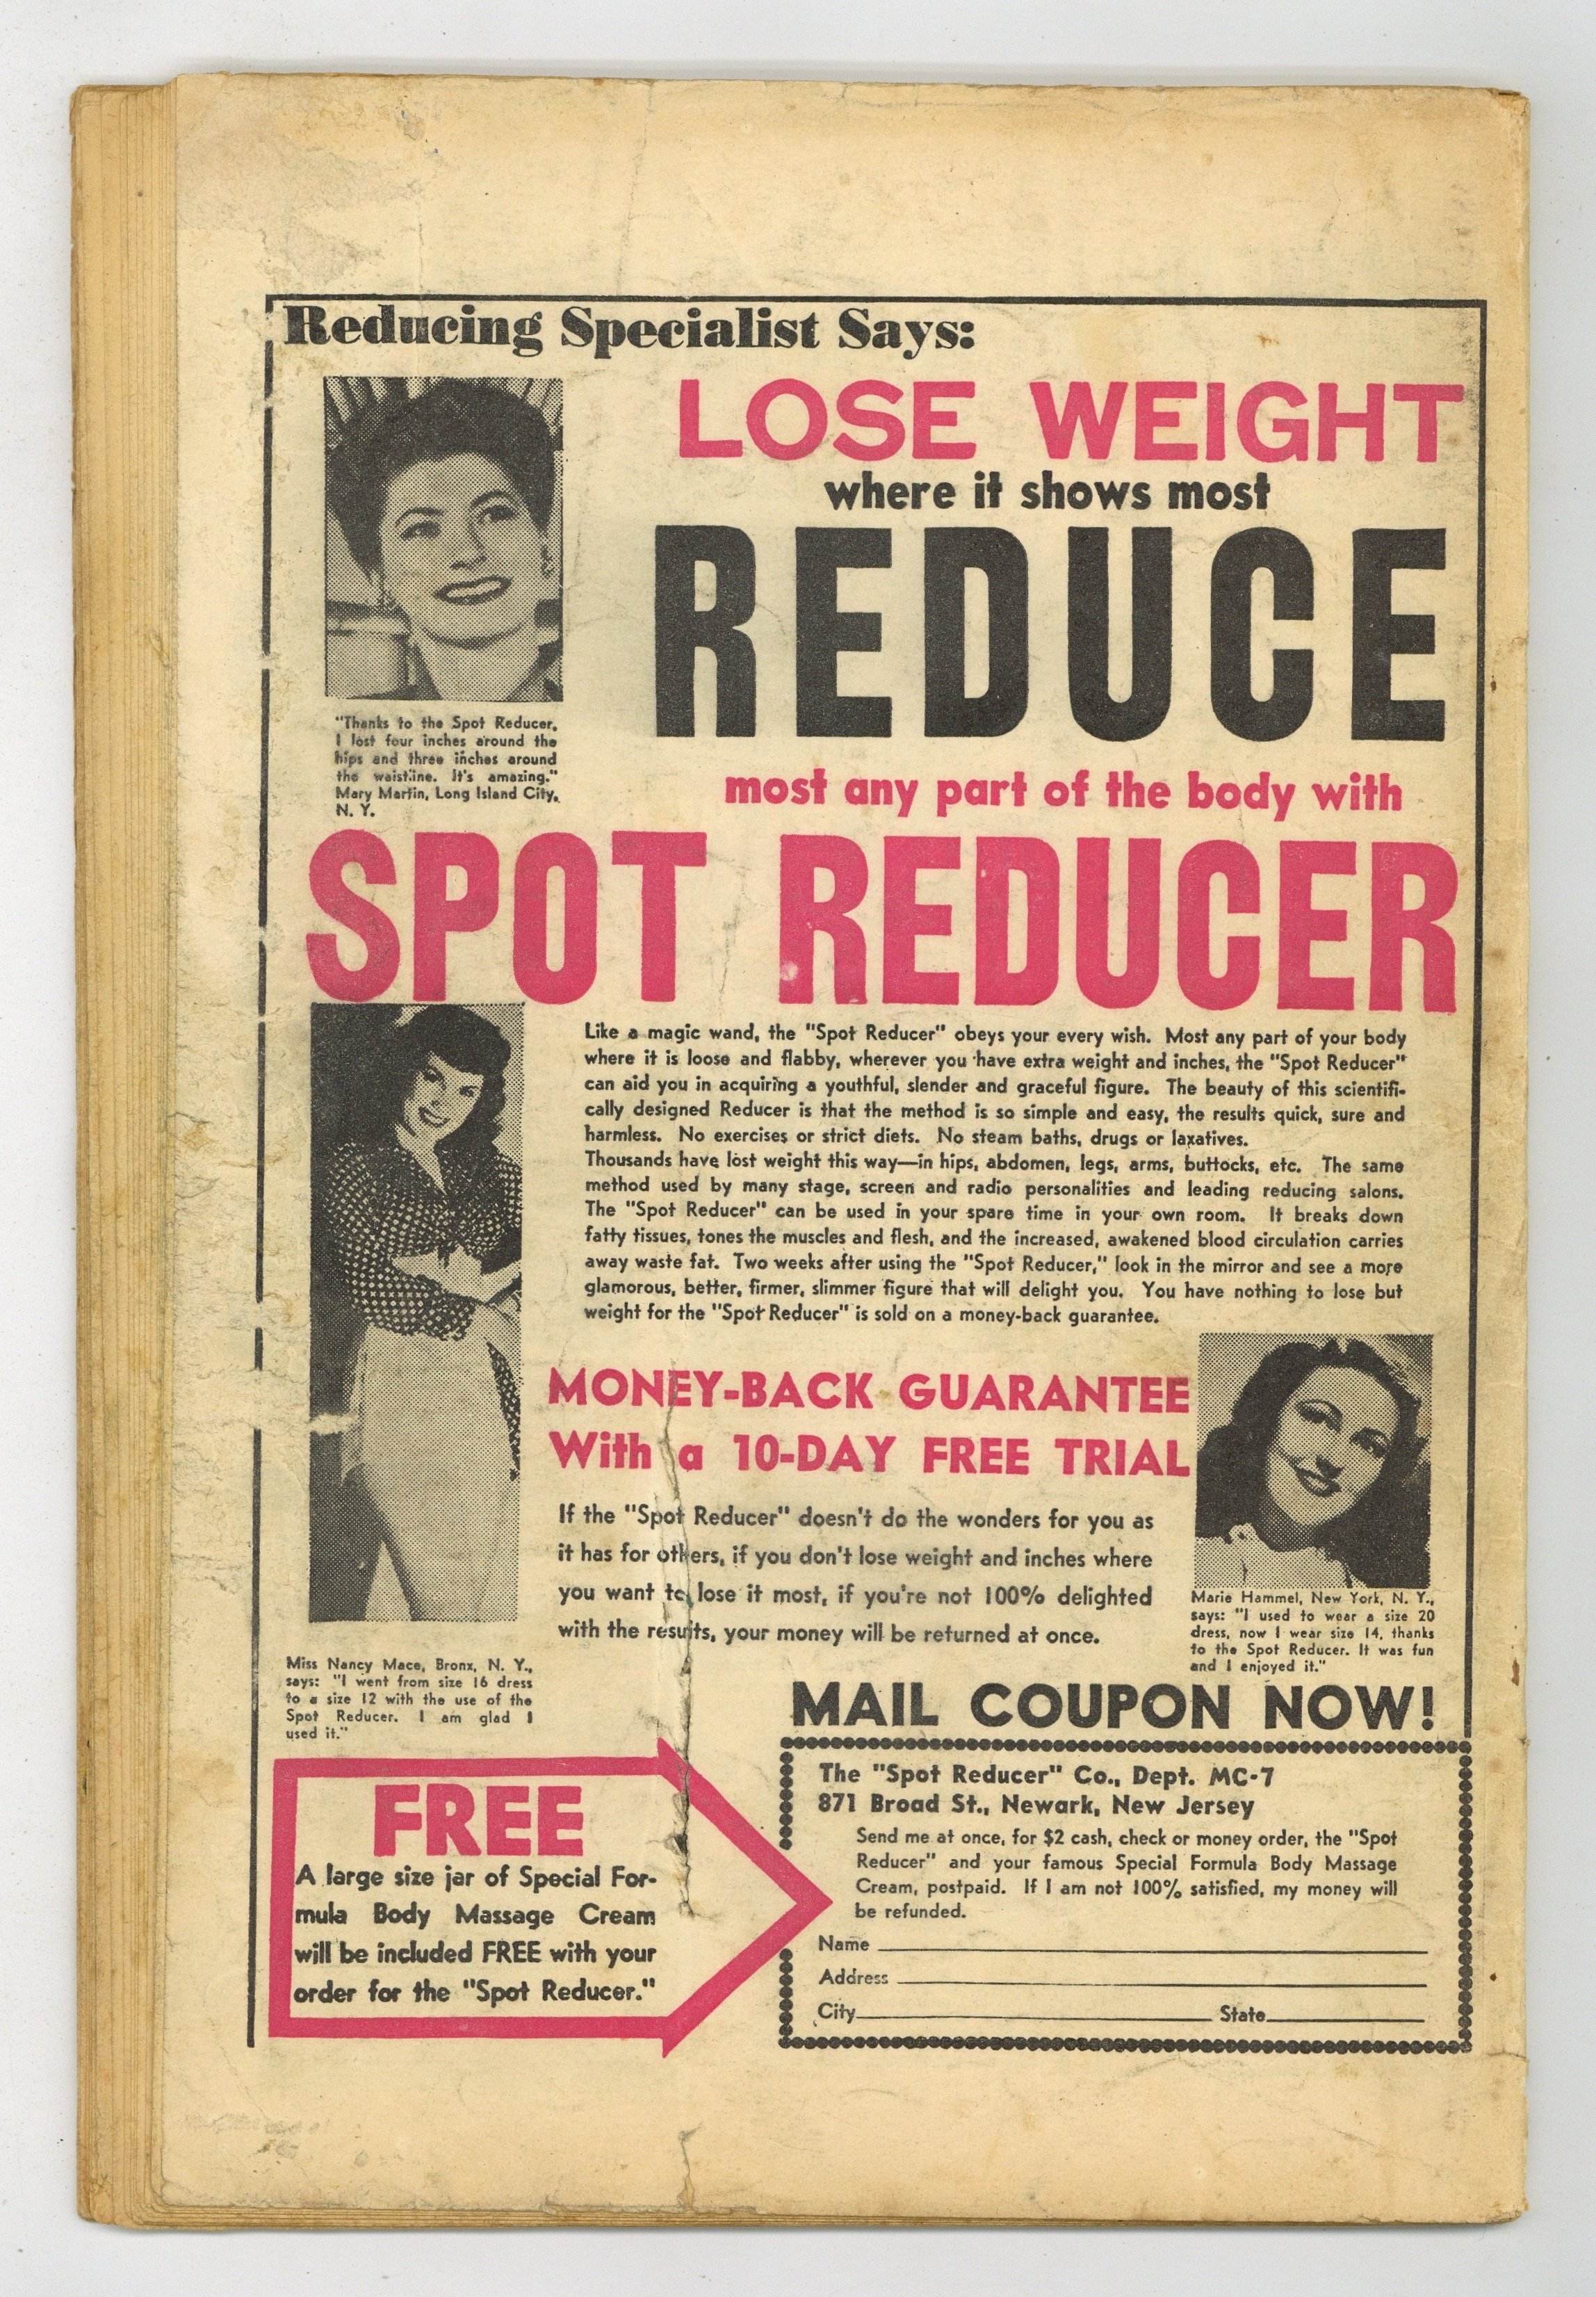 Reducing Specialist Says:
LOSE WEIGHT
where it shows most
REDUCE
most any part of the body with
"Thanks to the Spot Reducer,
I lost four inches around the
hips and three inches around
the waistline. It's amazing."
Mary Martin, Long Island City,
N. Y.
SPOT REDUCER
Like a magic wand, the "Spot Reducer" obeys your every wish. Most any part of your body
where it is loose and flabby, wherever you have extra weight and inches, the "Spot Reducer"
can aid you in acquiring a youthful, slender and graceful figure. The beauty of this scientifi-
cally designed Reducer is that the method is so simple and easy, the results quick, sure and
harmless. No exercises or strict diets. No steam baths, drugs or laxatives.
Thousands have lost weight this way—in hips, abdomen, legs, arms, buttocks, etc. The same
method used by many stage, screen and radio personalities and leading reducing salons.
The "Spot Reducer" can be used in your spare time in your own room. It breaks down
fatty tissues, tones the muscles and flesh, and the increased, awakened blood circulation carries
away waste fat. Two weeks after using the "Spot Reducer," look in the mirror and see a more
glamorous, better, firmer, slimmer figure that will delight you. You have nothing to lose but
weight for the "Spot Reducer" is sold on a money-back guarantee.
MONEY-BACK GUARANTEE
With a 10-DAY FREE TRIAL
If the "Spot Reducer" doesn't do the wonders for you as
it has for others, if you don't lose weight and inches where
you want to lose it most, if you're not 100% delighted
with the results, your money will be returned at once.
Marie Hammel, New York, N. Y.,
says: "I used to wear a size 20
dress, now I wear size 14, thanks
to the Spot Reducer. It was fun
and I enjoyed it."
Miss Nancy Mace, Bronx, N. Y.,
says: "I went from size 16 dress
to a size 12 with the use of the
Spot Reducer. I am glad I
used it."
MAIL COUPON NOW!
FREE
A large size jar of Special For-
mula Body Massage Cream
will be included FREE with your
order for the "Spot Reducer."
The "Spot Reducer" Co., Dept. MC-7
871 Broad St., Newark, New Jersey
Send me at once, for $2 cash, check or money order, the "Spot
Reducer" and your famous Special Formula Body Massage
Cream, postpaid. If I am not 100% satisfied, my money will
be refunded.
Name
Address
City State